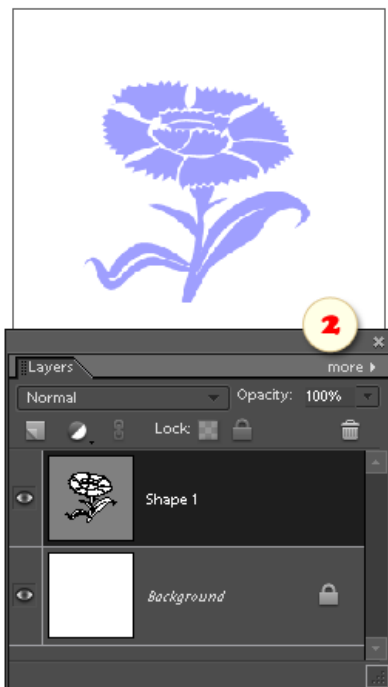 2
Layers
more
Normal
Opacity: 100%
Lock:
Shape 1
Background